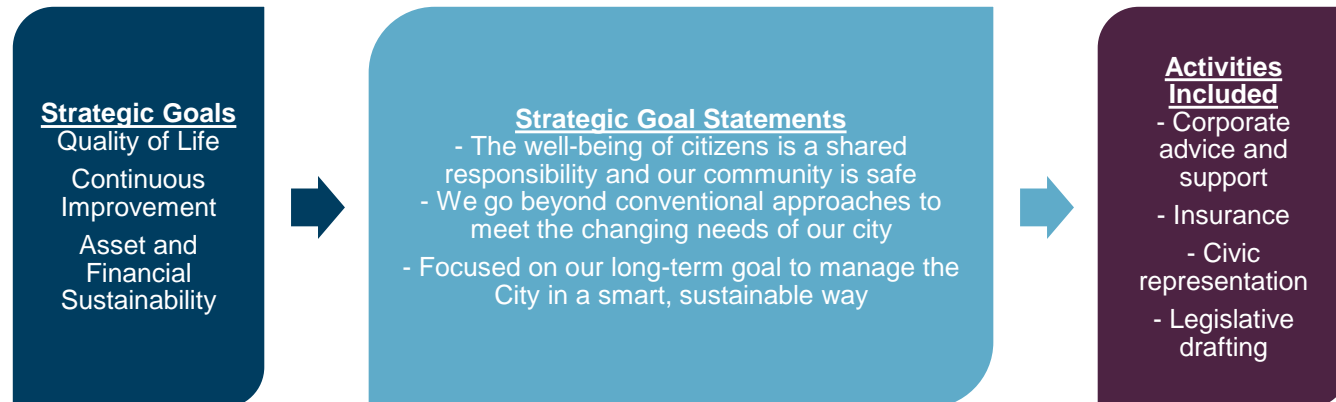 Strategic Goals
Quality of Life
Continuous
Improvement
Asset and
Financial
Sustainability
Strategic Goal Statements
- The well-being of citizens is a shared
responsibility and our community is safe
- We go beyond conventional approaches to
meet the changing needs of our city
- Focused on our long-term goal to manage the
City in a smart, sustainable way
Activities
Included
- Corporate
advice and
support
- Insurance
- Civic
representation
- Legislative
drafting